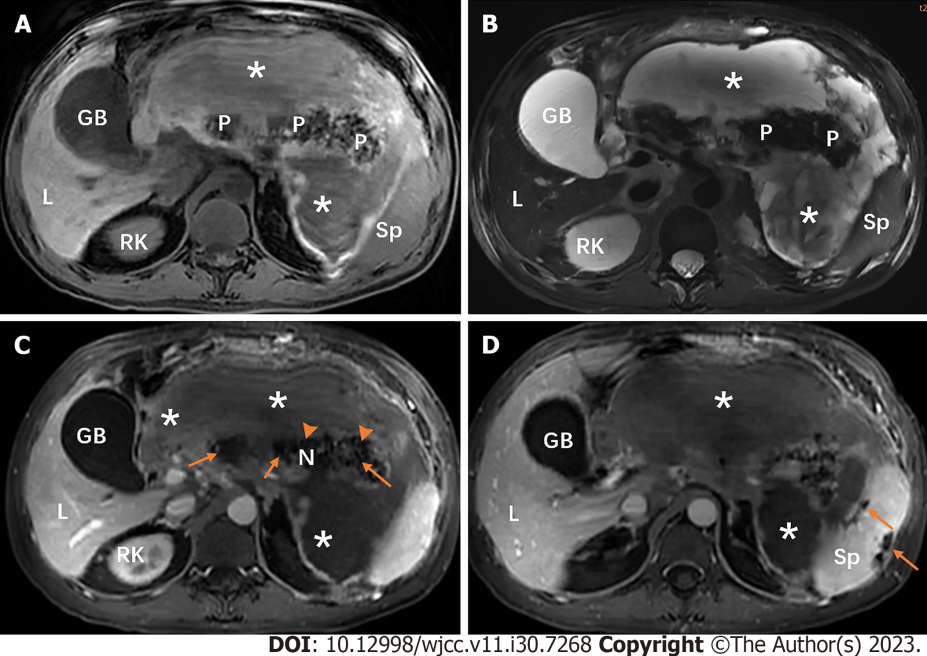 A
GB
*
P
P
P
*
L
RK
Sp
B
t2
GB
*
P
P
L
*
Sp
RK
C
*
*
GB
N
L
*
RK
D
*
GB
L
*
Sp
DOI: 10.12998/wjcc.v11.i30.7268 Copyright ©The Author(s) 2023.